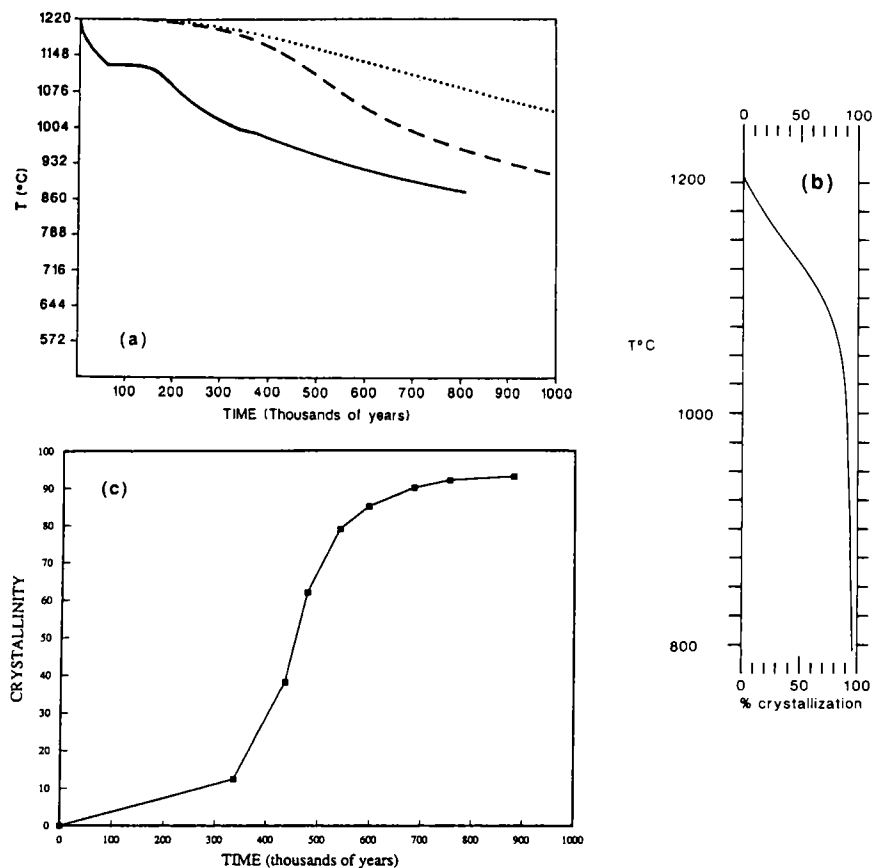 1220
1148
1076
1004
932
860
788
716
644
572
T (°C)
(a)
100 200 300 400 500 600 700 800 900 1000
TIME (Thousands of years)
0 50 100
(b)
1200
T°C
1000
800
0 50 100
% crystallization
100
90
80
70
60
50
40
30
20
10
0
CRYSTALLINITY
(c)
0 100 200 300 400 500 600 700 800 900 1000
TIME (thousands of years)